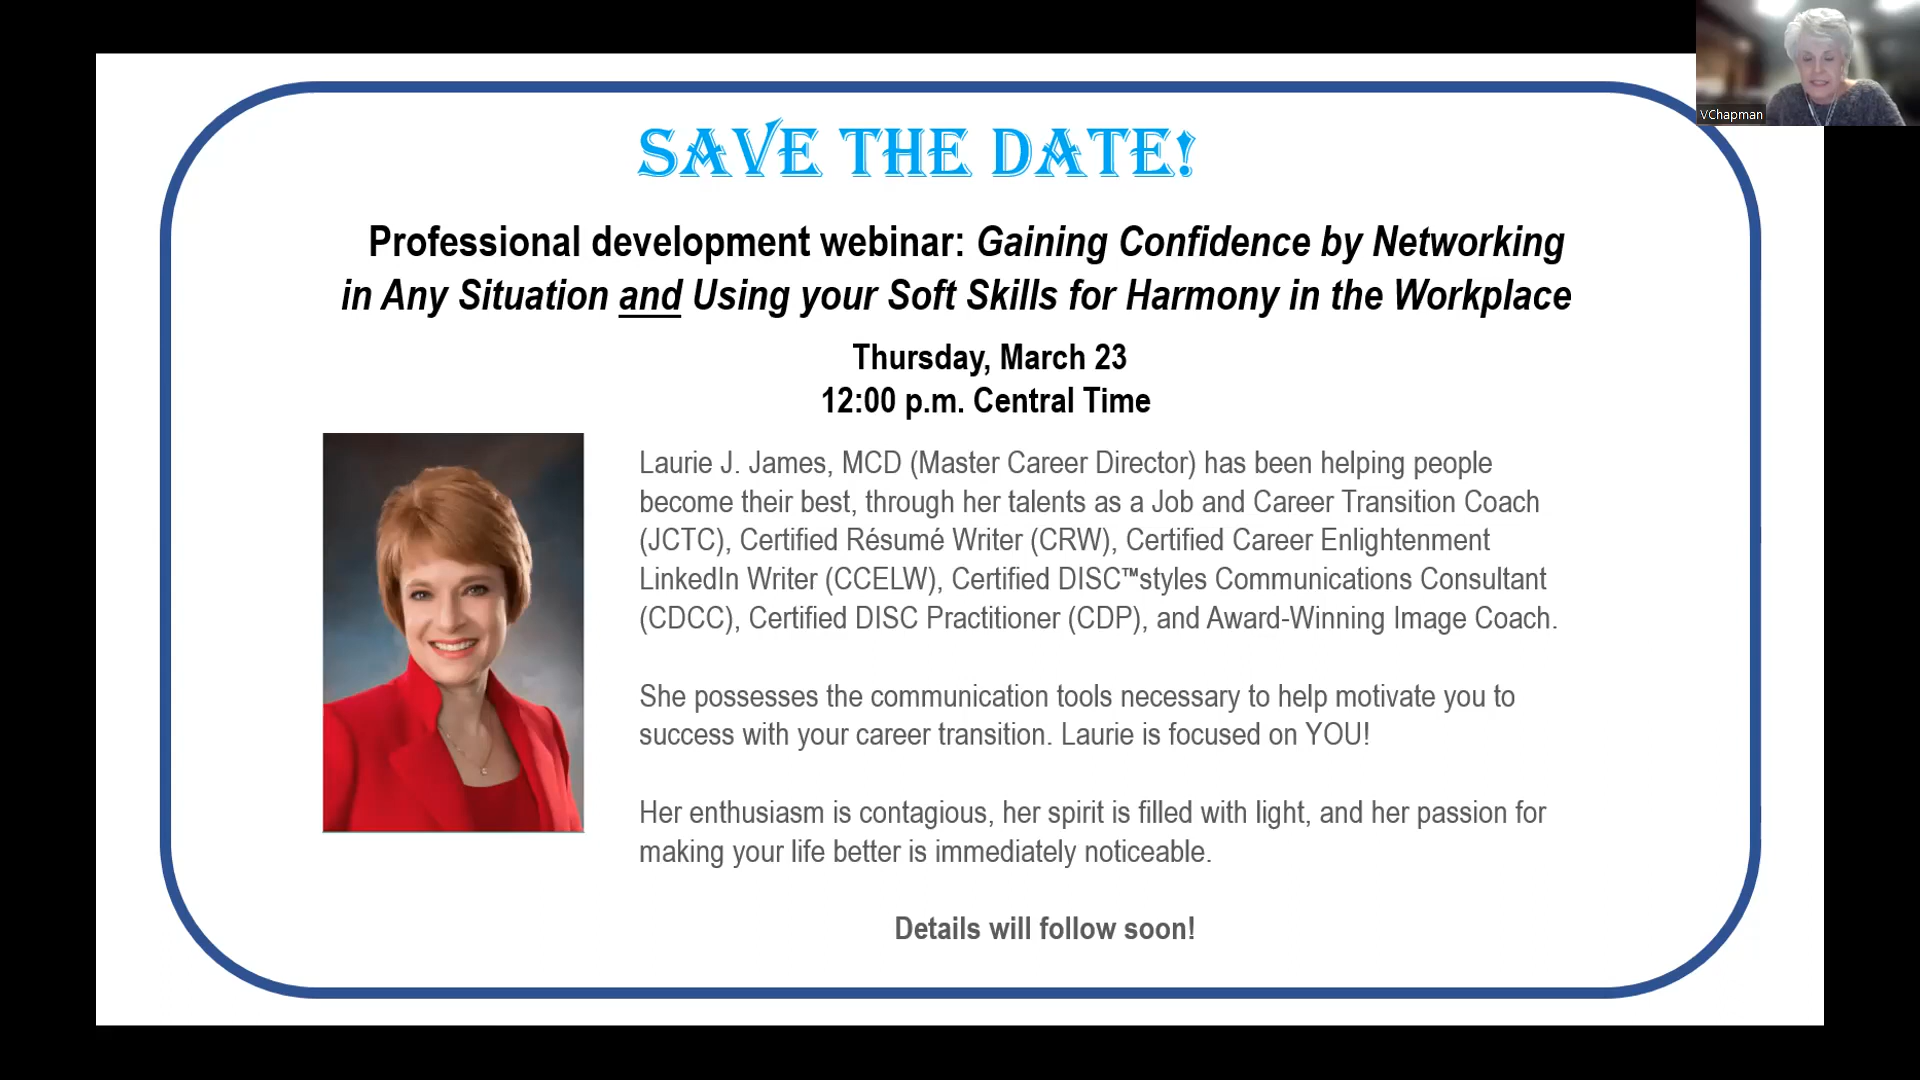 SAVE THE DATE!
VChapman
Professional development webinar: Gaining Confidence by Networking
in Any Situation and Using your Soft Skills for Harmony in the Workplace
Thursday, March 23
12:00 p.m. Central Time
Laurie J. James, MCD (Master Career Director) has been helping people
become their best, through her talents as a Job and Career Transition Coach
(JCTC), Certified Résumé Writer (CRW), Certified Career Enlightenment
LinkedIn Writer (CCELW), Certified DISC™styles Communications Consultant
(CDCC), Certified DISC Practitioner (CDP), and Award-Winning Image Coach.
She possesses the communication tools necessary to help motivate you to
success with your career transition. Laurie is focused on YOU!
Her enthusiasm is contagious, her spirit is filled with light, and her passion for
making your life better is immediately noticeable.
Details will follow soon!